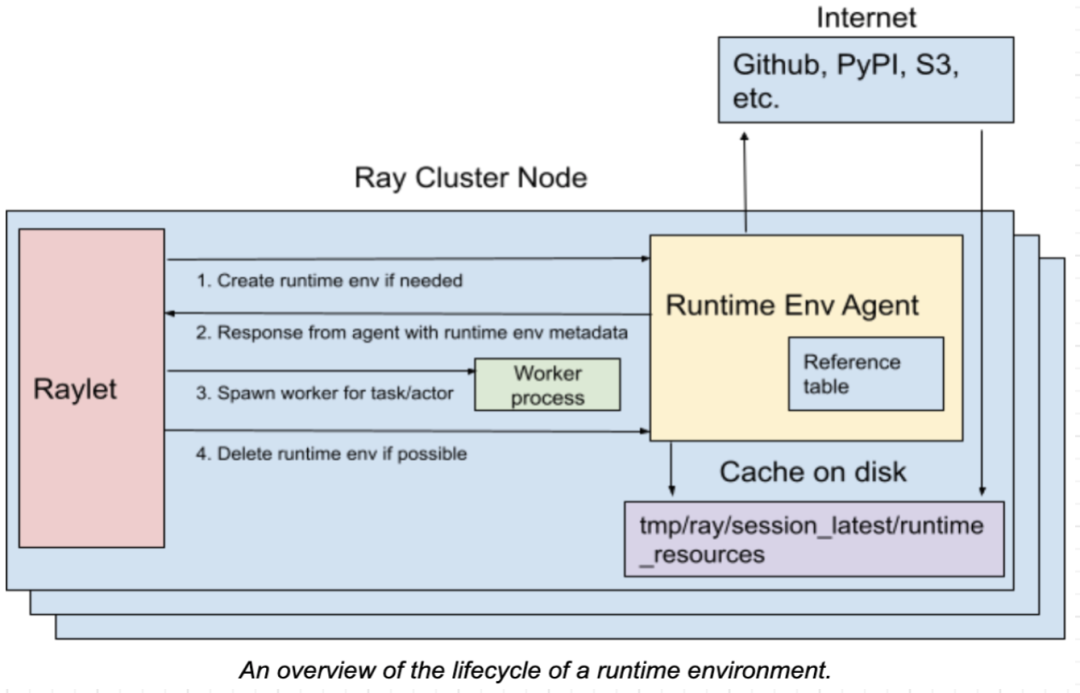 Internet
Github, PyPI, S3,
etc.
Ray Cluster Node
Raylet
1. Create runtime env if needed
2. Response from agent with runtime env metadata
3. Spawn worker for task/actor
Worker
process
4. Delete runtime env if possible
Runtime Env Agent
Reference
table
Cache on disk
tmp/ray/session_latest/runtime
_resources
An overview of the lifecycle of a runtime environment.